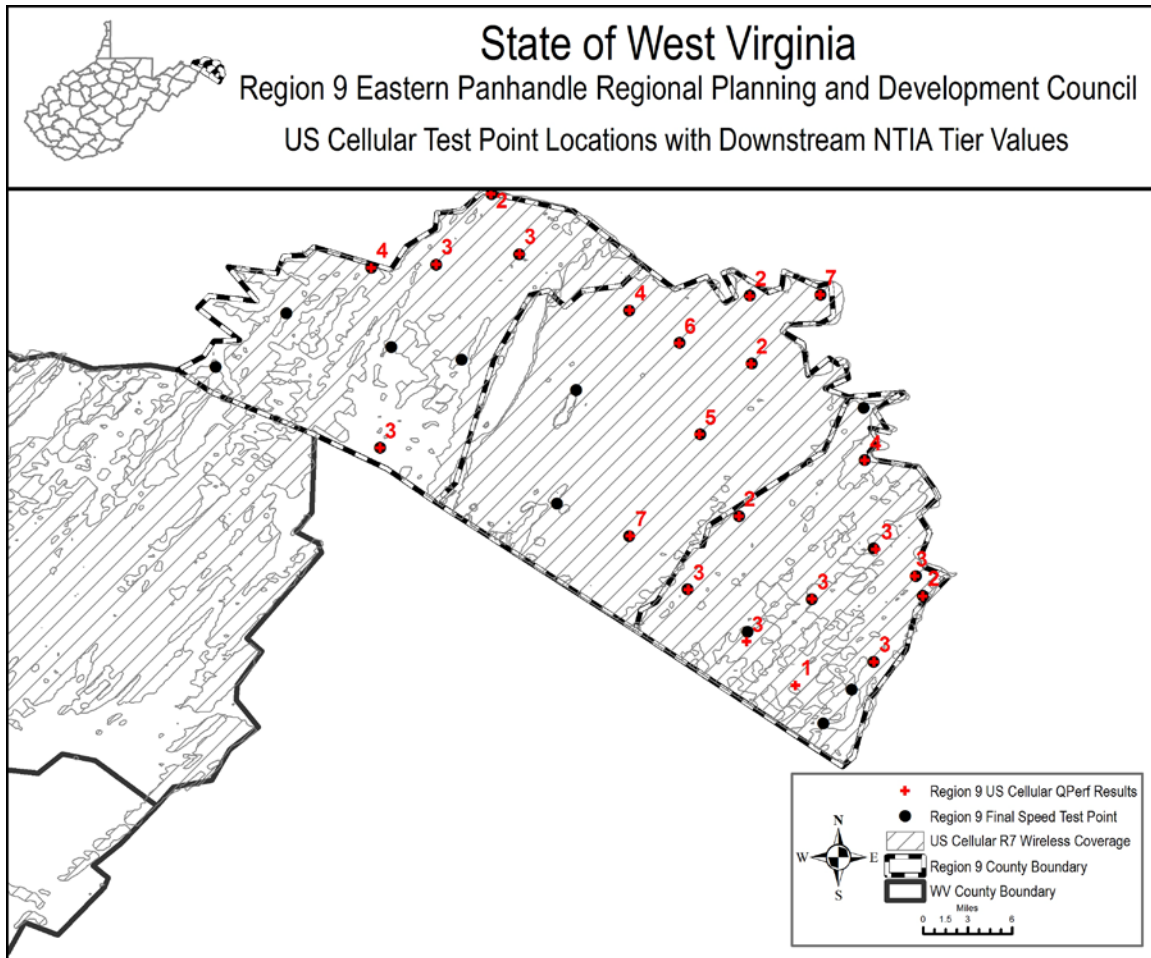 State of West Virginia
Region 9 Eastern Panhandle Regional Planning and Development Council
US Cellular Test Point Locations with Downstream NTIA Tier Values
2
3
3
4
2
7
4
6
2
5
3
4
2
7
3
3
3
2
3
3
3
1
Region 9 US Cellular QPerf Results
Region 9 Final Speed Test Point
US Cellular R7 Wireless Coverage
Region 9 County Boundary
WV County Boundary
N
W E
S
Miles
0 1.5 3 6